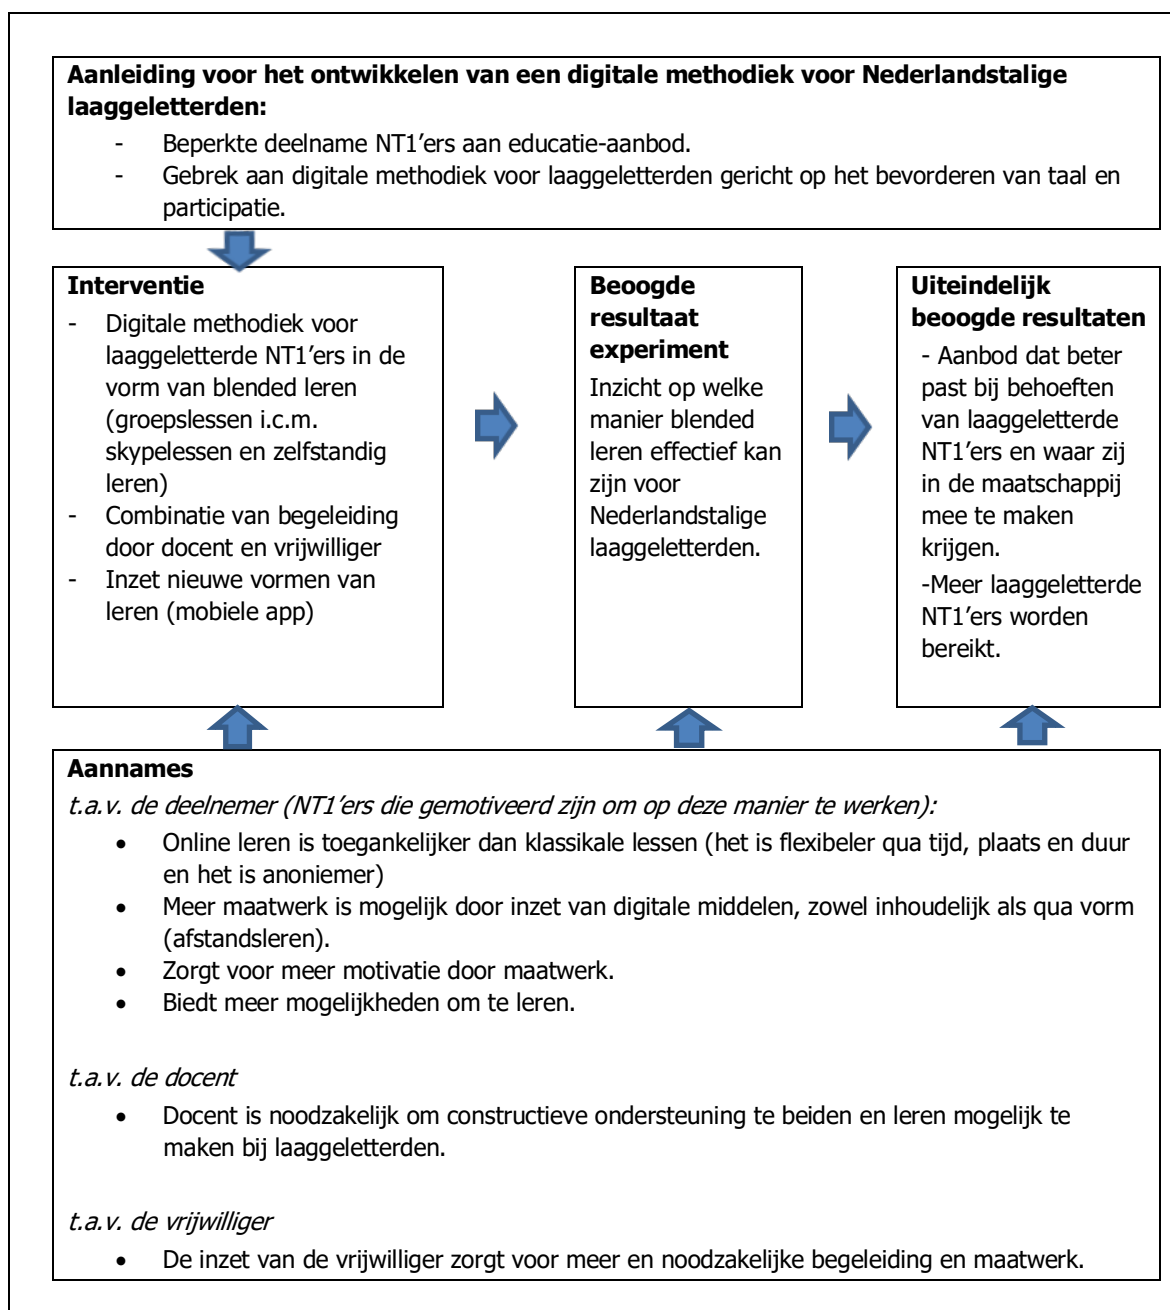 Aanleiding voor het ontwikkelen van een digitale methodiek voor Nederlandstalige
laaggeletterden:
- Beperkte deelname NT1’ers aan educatie-aanbod.
- Gebrek aan digitale methodiek voor laaggeletterden gericht op het bevorderen van taal en
participatie.
Interventie
- Digitale methodiek voor
laaggeletterde NT1’ers in de
vorm van blended leren
(groepslessen i.c.m.
skypelessen en zelfstandig
leren)
- Combinatie van begeleiding
door docent en vrijwilliger
- Inzet nieuwe vormen van
leren (mobiele app)
Beoogde
resultaat
experiment
Inzicht op welke
manier blended
leren effectief kan
zijn voor
Nederlandstalige
laaggeletterden.
Uiteindelijk
beoogde resultaten
- Aanbod dat beter
past bij behoeften
van laaggeletterde
NT1’ers en waar zij
in de maatschappij
mee te maken
krijgen.
-Meer laaggeletterde
NT1’ers worden
bereikt.
Aannames
t.a.v. de deelnemer (NT1’ers die gemotiveerd zijn om op deze manier te werken):
• Online leren is toegankelijker dan klassikale lessen (het is flexibeler qua tijd, plaats en duur
en het is anoniemer)
• Meer maatwerk is mogelijk door inzet van digitale middelen, zowel inhoudelijk als qua vorm
(afstandsleren).
• Zorgt voor meer motivatie door maatwerk.
• Biedt meer mogelijkheden om te leren.
t.a.v. de docent
• Docent is noodzakelijk om constructieve ondersteuning te beiden en leren mogelijk te
maken bij laaggeletterden.
t.a.v. de vrijwilliger
• De inzet van de vrijwilliger zorgt voor meer en noodzakelijke begeleiding en maatwerk.